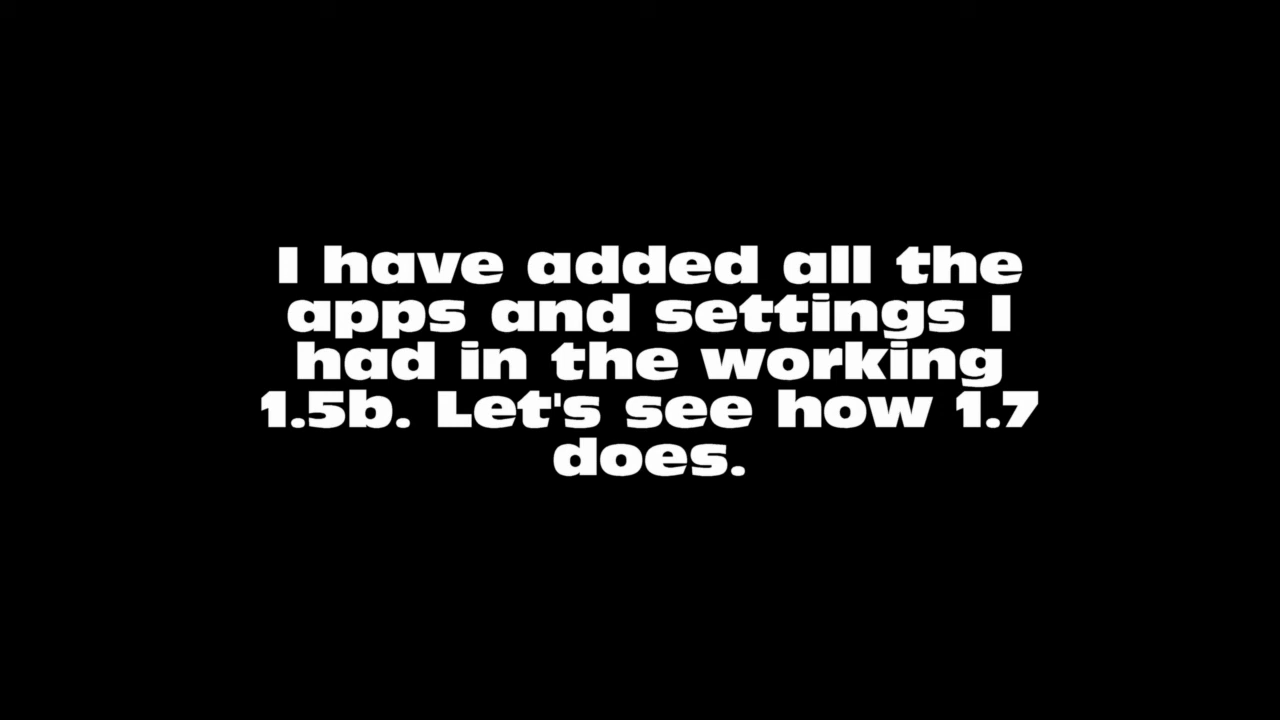 I have added all the
apps and settings I
had in the working
1.5b. Let's see how 1.7
does.